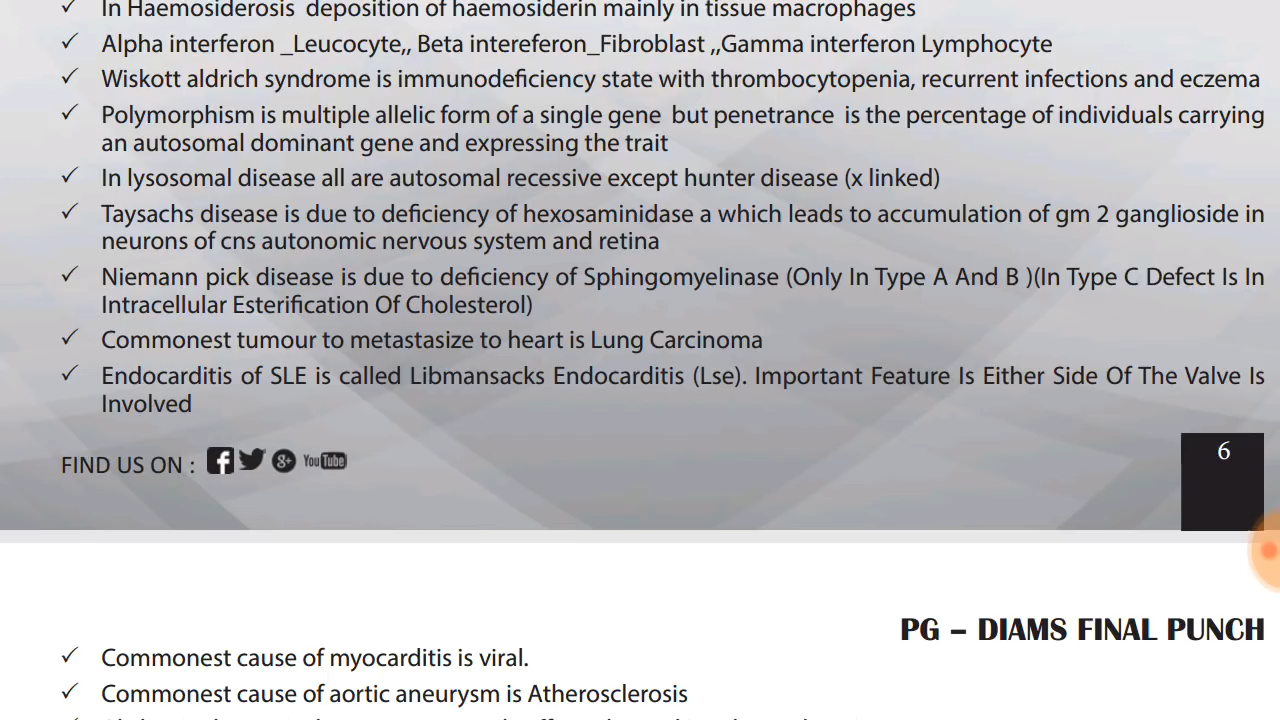 In Haemosiderosis deposition of haemosiderin mainly in tissue macrophages
Alpha interferon _Leucocyte,, Beta intereferon_Fibroblast ,,Gamma interferon Lymphocyte
Wiskott aldrich syndrome is immunodeficiency state with thrombocytopenia, recurrent infections and eczema
Polymorphism is multiple allelic form of a single gene but penetrance is the percentage of individuals carrying
an autosomal dominant gene and expressing the trait
In lysosomal disease all are autosomal recessive except hunter disease (x linked)
Taysachs disease is due to deficiency of hexosaminidase a which leads to accumulation of gm 2 ganglioside in
neurons of cns autonomic nervous system and retina
Niemann pick disease is due to deficiency of Sphingomyelinase (Only In Type A And B )(In Type C Defect Is In
Intracellular Esterification Of Cholesterol)
Commonest tumour to metastasize to heart is Lung Carcinoma
Endocarditis of SLE is called Libmansacks Endocarditis (Lse). Important Feature Is Either Side Of The Valve Is
Involved
FIND US ON : f 8+ YouTube
6
PG – DIAMS FINAL PUNCH
Commonest cause of myocarditis is viral.
Commonest cause of aortic aneurysm is Atherosclerosis